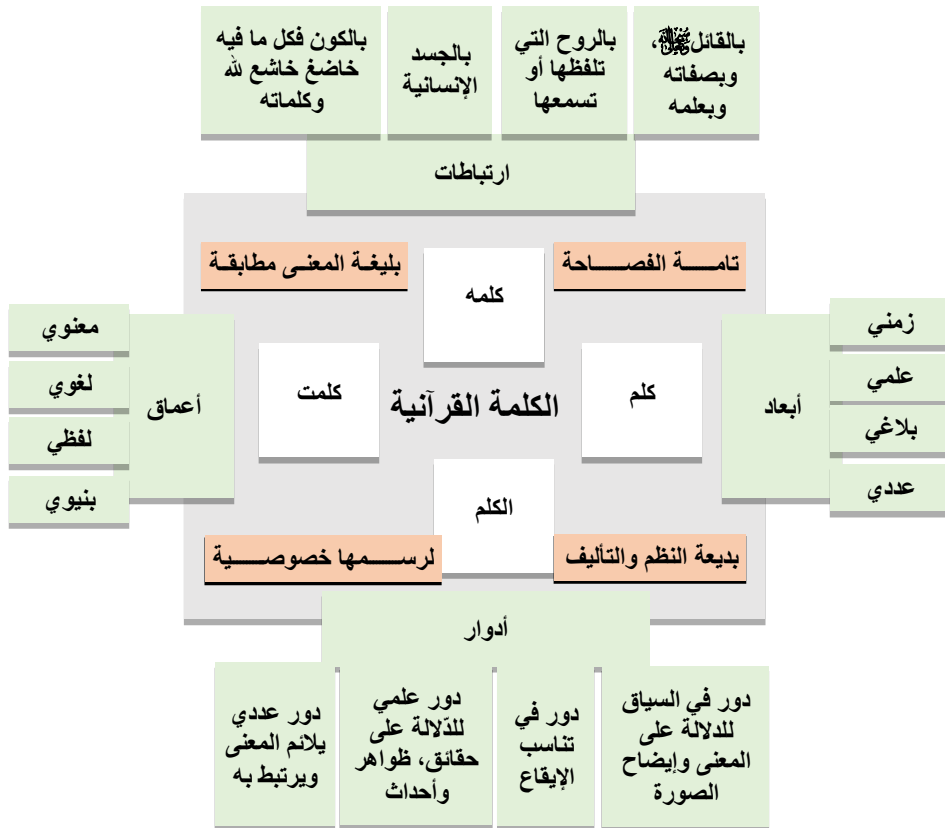 بالقائل،
وبصفاته
وبعلمه
بالروح التي
تلفظها أو
تسمعها
بالجسد
الإنسانية
بالكون فكل ما فيه
خاضغ خاشع لله
وكلماته
ارتباطات
تامة الفصاحة
بليغة المعنى مطابقة
كلمه
كلم
كلمت
الكلم
الكلمة القرآنية
أبعاد
زمني
علمي
بلاغي
عددي
أعماق
معنوي
لغوي
لفظي
بنيوي
بديعة النظم والتأليف
لرسمها خصوصية
أدوار
دور في السياق
للدلالة على
المعنى وإيضاح
الصورة
دور في
تناسب
الإيقاع
دور علمي
للدّلالة على
حقائق، ظواهر
وأحداث
دور عددي
يلائم المعنى
ويرتبط به